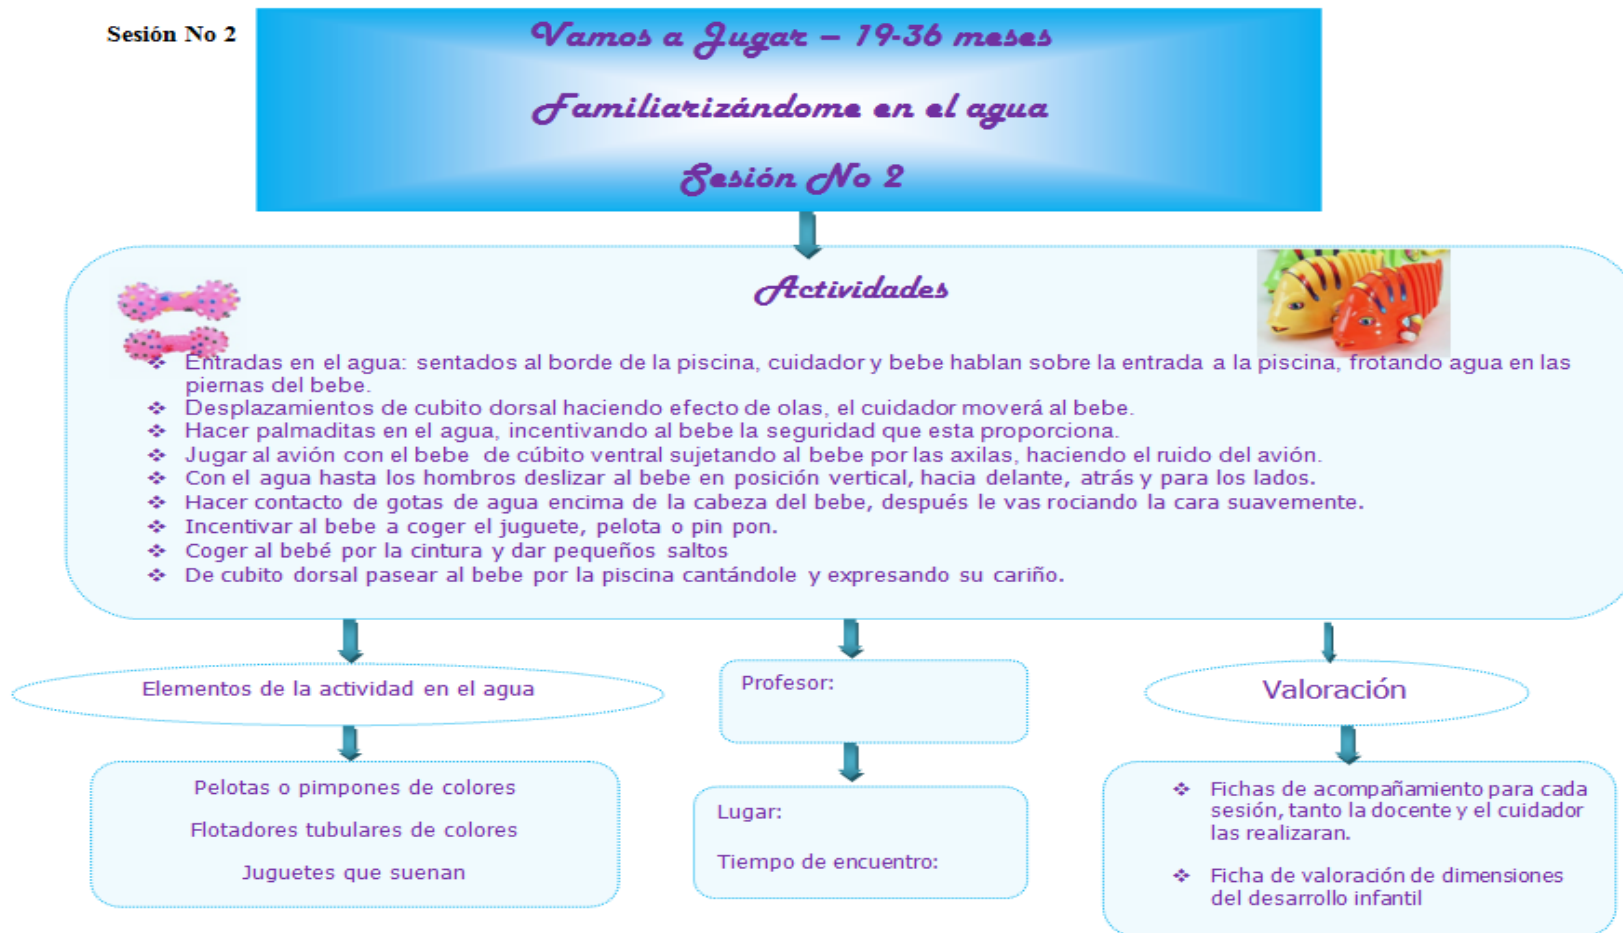 Sesión No 2
Vamos a Jugar – 19-36 meses
Familiarizándome en el agua
Sesión No 2
Actividades
❖ Entradas en el agua: sentados al borde de la piscina, cuidador y bebe hablan sobre la entrada a la piscina, frotando agua en las
piernas del bebe.
❖ Desplazamientos de cubito dorsal haciendo efecto de olas, el cuidador moverá al bebe.
❖ Hacer palmaditas en el agua, incentivando al bebe la seguridad que esta proporciona.
❖ Jugar al avión con el bebe de cúbito ventral sujetando al bebe por las axilas, haciendo el ruido del avión.
❖ Con el agua hasta los hombros deslizar al bebe en posición vertical, hacia delante, atrás y para los lados.
❖ Hacer contacto de gotas de agua encima de la cabeza del bebe, después le vas rociando la cara suavemente.
❖ Incentivar al bebe a coger el juguete, pelota o pin pon.
❖ Coger al bebé por la cintura y dar pequeños saltos
❖ De cubito dorsal pasear al bebe por la piscina cantándole y expresando su cariño.
Elementos de la actividad en el agua
Pelotas o pimpones de colores
Flotadores tubulares de colores
Juguetes que suenan
Profesor:
Lugar:
Tiempo de encuentro:
Valoración
❖ Fichas de acompañamiento para cada
sesión, tanto la docente y el cuidador
las realizaran.
❖ Ficha de valoración de dimensiones
del desarrollo infantil